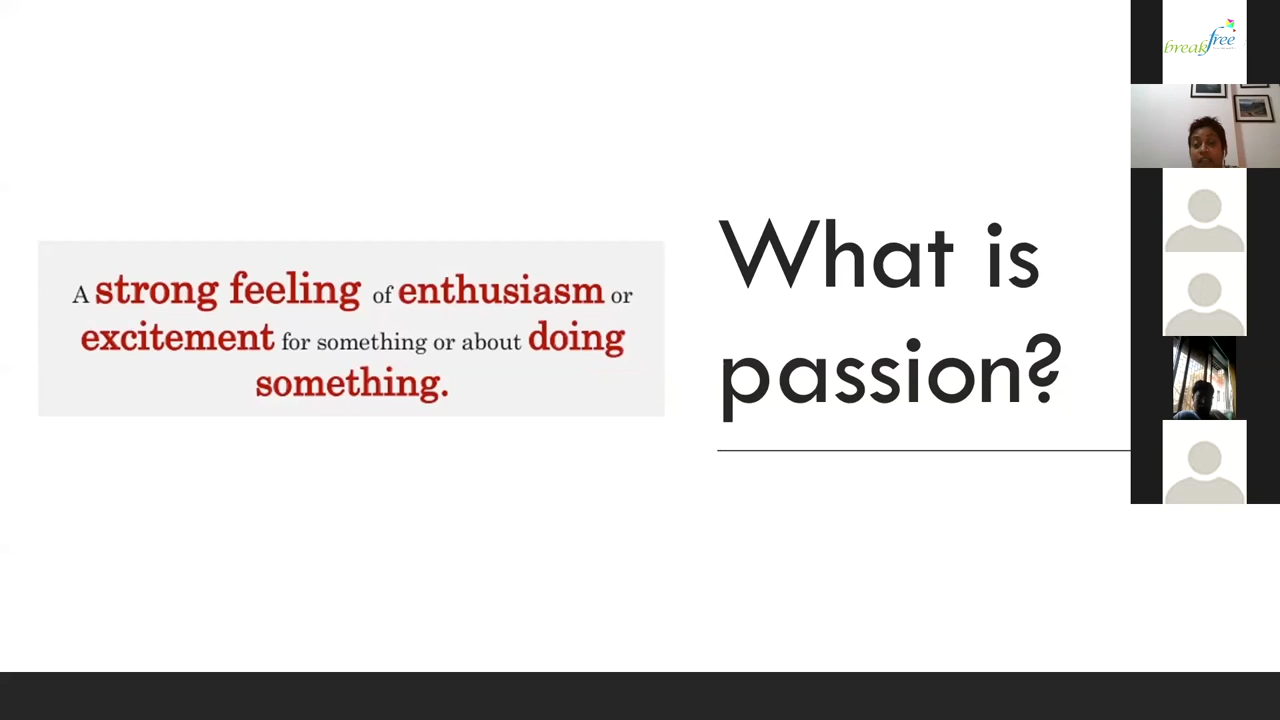 A strong feeling of enthusiasm or
excitement for something or about doing
something.
What is
passion?
breakfree